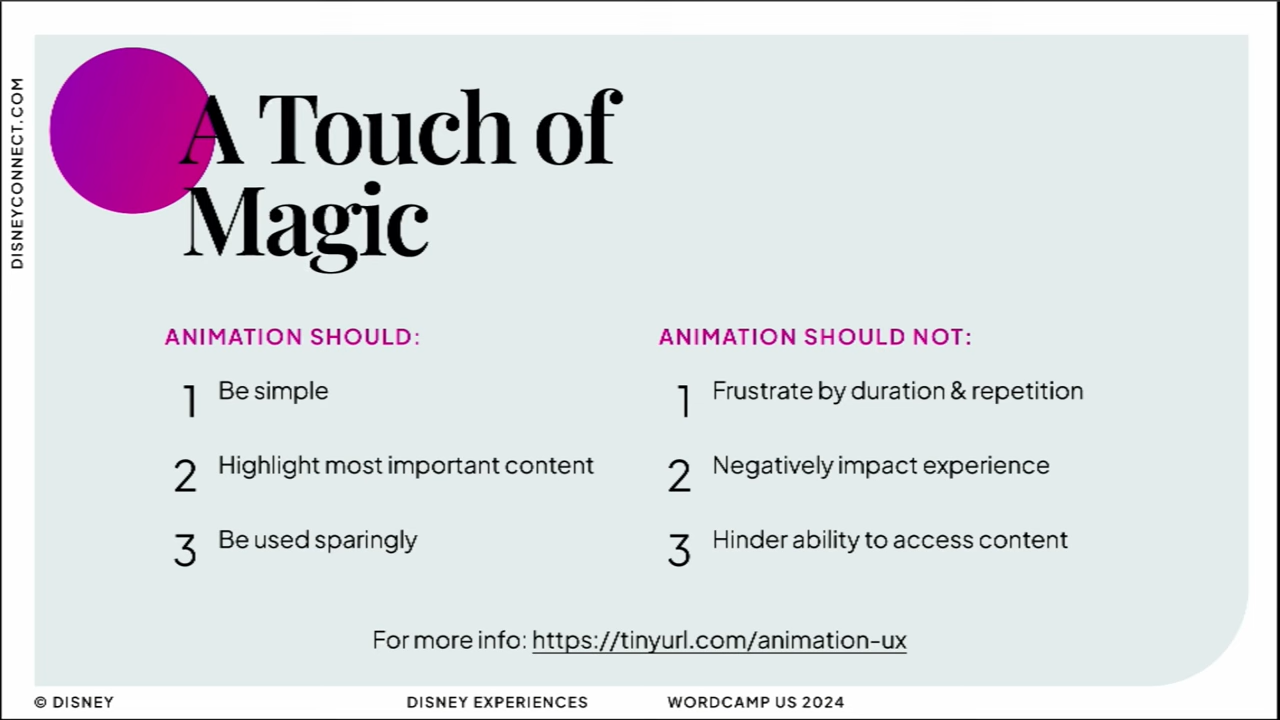 DISNEYCONNECT.COM
A Touch of
Magic
ANIMATION SHOULD:
1 Be simple
2 Highlight most important content
3 Be used sparingly
ANIMATION SHOULD NOT:
1 Frustrate by duration & repetition
2 Negatively impact experience
3 Hinder ability to access content
For more info: https://tinyurl.com/animation-ux
© DISNEY
DISNEY EXPERIENCES
WORDCAMP US 2024